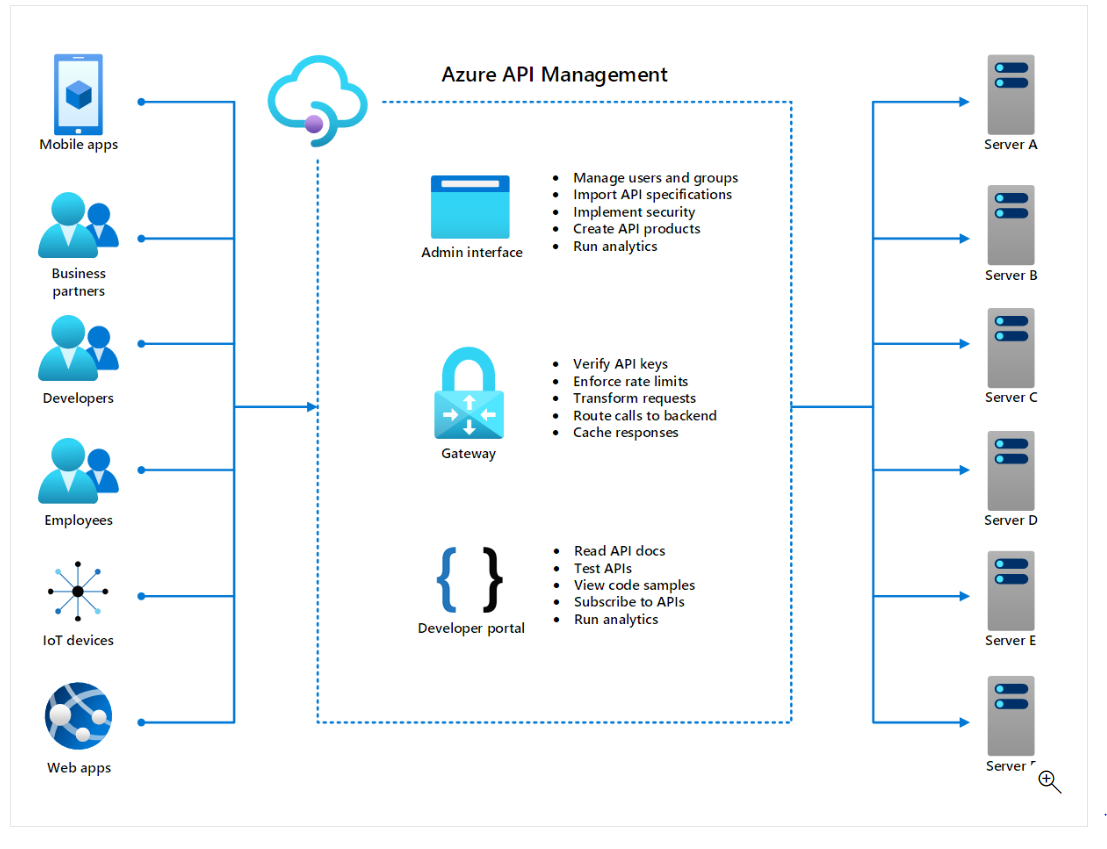 Azure API Management
Mobile apps
Business
partners
Developers
Employees
IoT devices
Web apps
Admin interface
• Manage users and groups
• Import API specifications
• Implement security
• Create API products
• Run analytics
Gateway
• Verify API keys
• Enforce rate limits
• Transform requests
• Route calls to backend
• Cache responses
Developer portal
• Read API docs
• Test APIs
• View code samples
• Subscribe to APIs
• Run analytics
Server A
Server B
Server C
Server D
Server E
Server